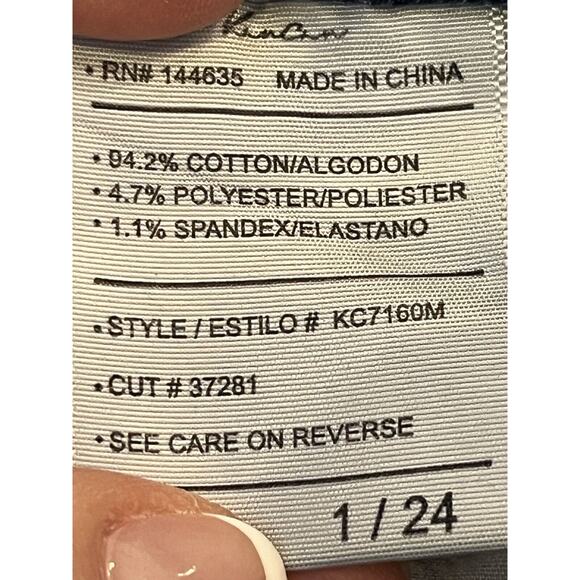 KanCan
• RN# 144635 MADE IN CHINA
• 94.2% COTTON/ALGODON
• 4.7% POLYESTER/POLIESTER
• 1.1% SPANDEX/ELASTANO
• STYLE / ESTILO # KC7160M
• CUT # 37281
• SEE CARE ON REVERSE
1 / 24